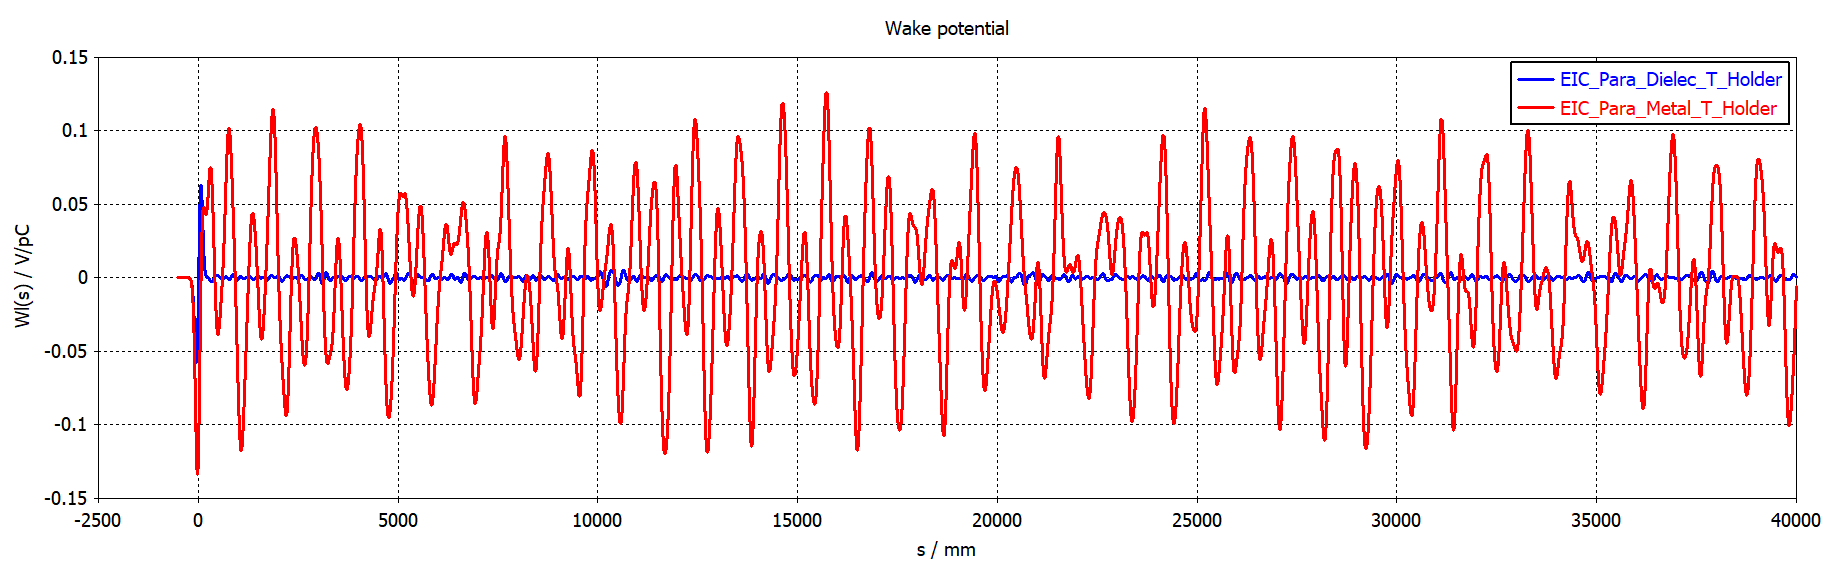 Wake potential
EIC_Para_Dielec_T_Holder
EIC_Para_Metal_T_Holder
Wl(s) / V/pC
0.15
0.1
0.05
0
-0.05
-0.1
-0.15
-2500 0 5000 10000 15000 20000 25000 30000 35000 40000
s / mm